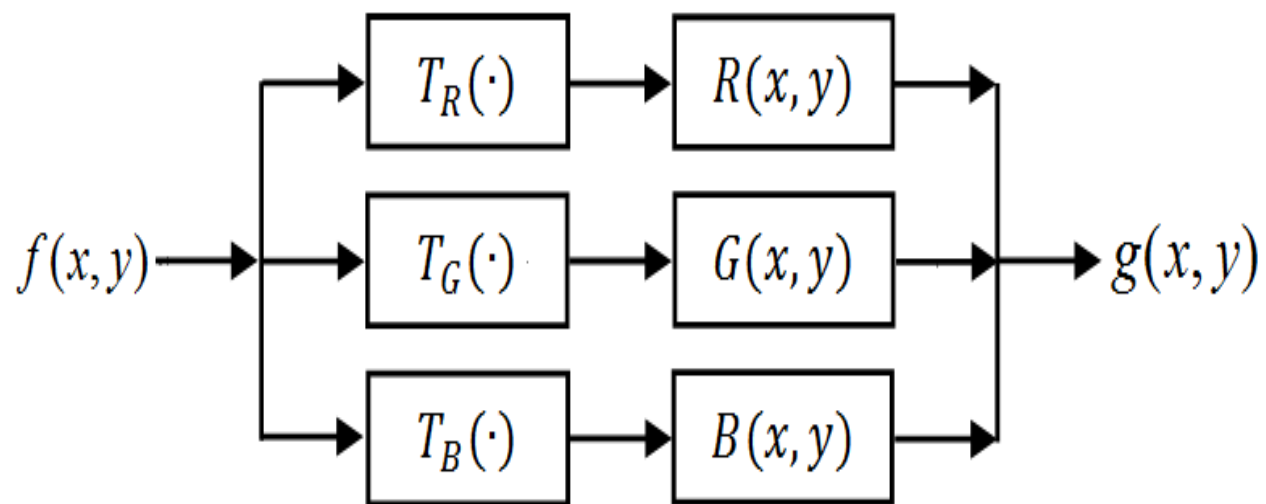 T_R(·) R(x, y)
f(x, y) T_G(·) G(x, y) g(x, y)
T_B(·) B(x, y)